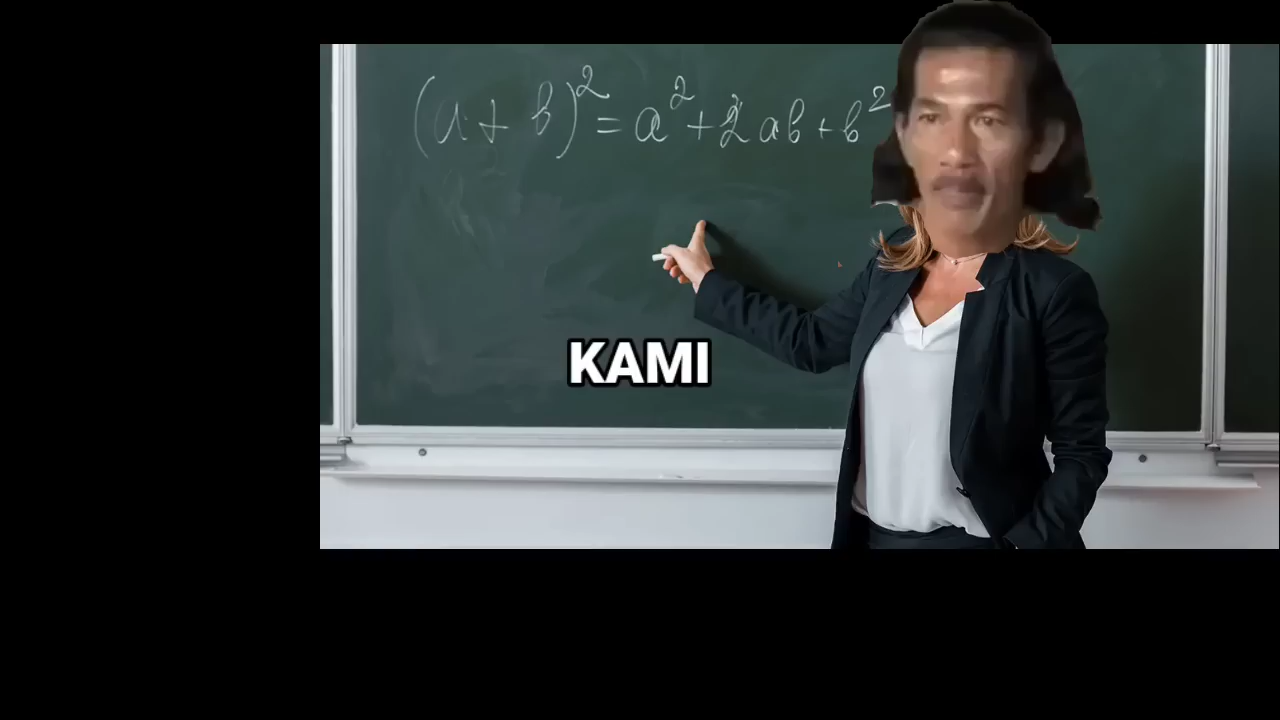 (a + b)² = a² + 2ab + b²
KAMI